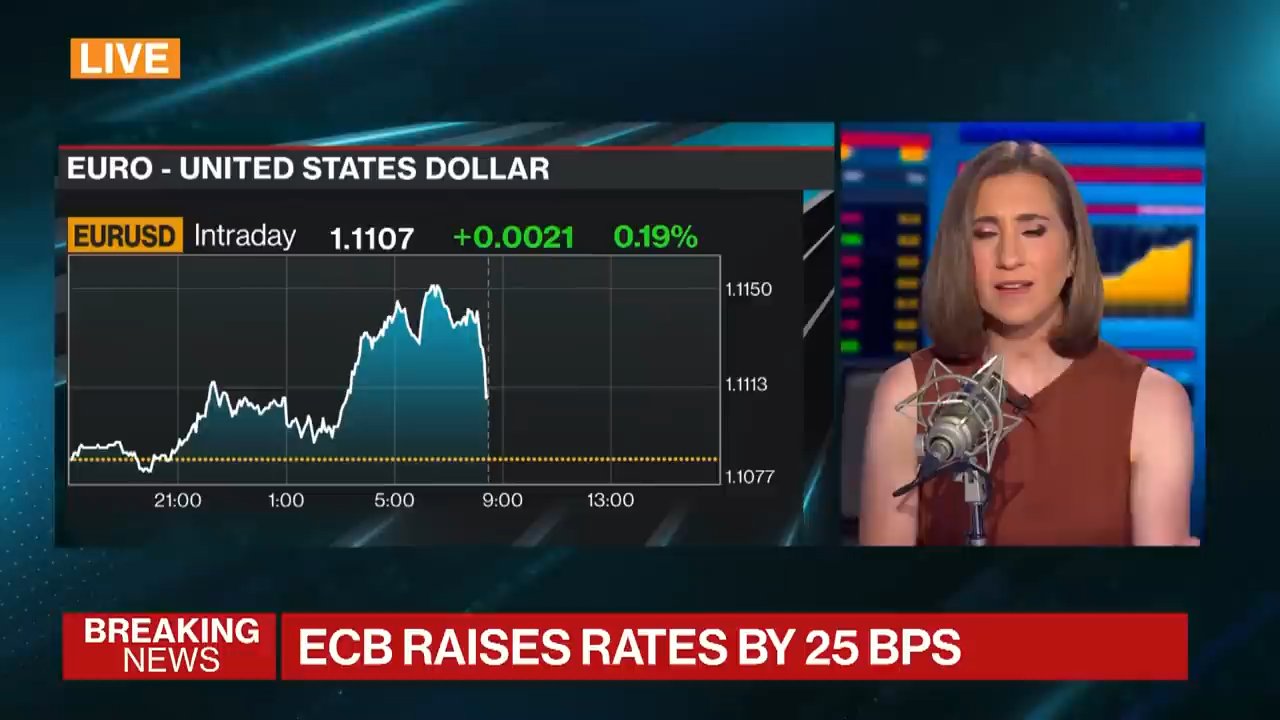 LIVE
EURO - UNITED STATES DOLLAR
EURUSD Intraday 1.1107 +0.0021 0.19%
1.1150
1.1113
1.1077
21:00 1:00 5:00 9:00 13:00
BREAKING
NEWS
ECB RAISES RATES BY 25 BPS